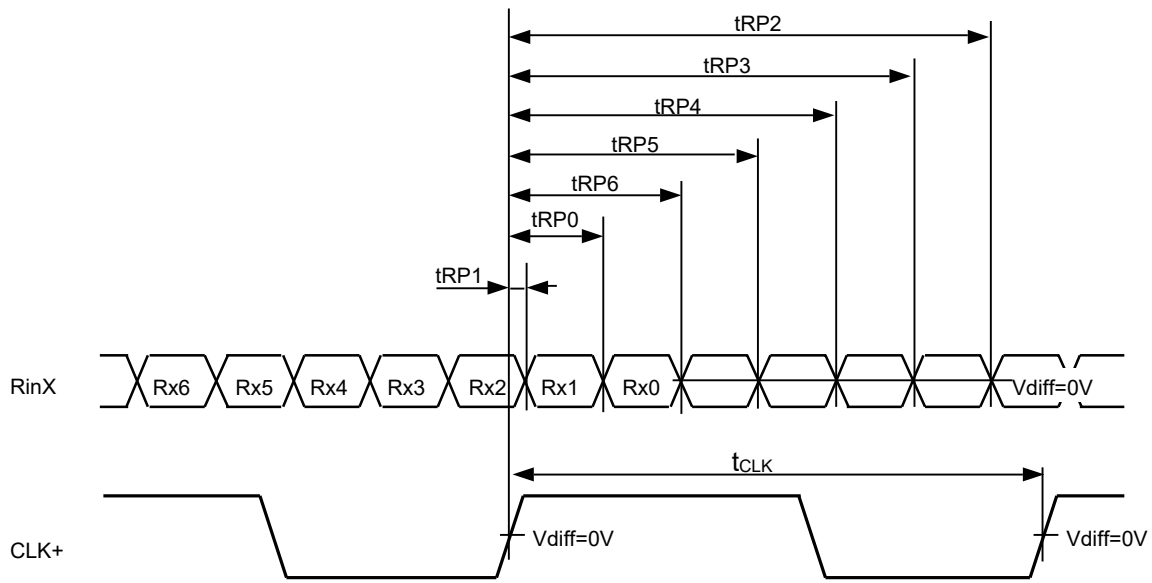 tRP2
tRP3
tRP4
tRP5
tRP6
tRP0
tRP1
RinX Rx6 Rx5 Rx4 Rx3 Rx2 Rx1 Rx0 Vdiff=0V
tCLK
CLK+ Vdiff=0V Vdiff=0V